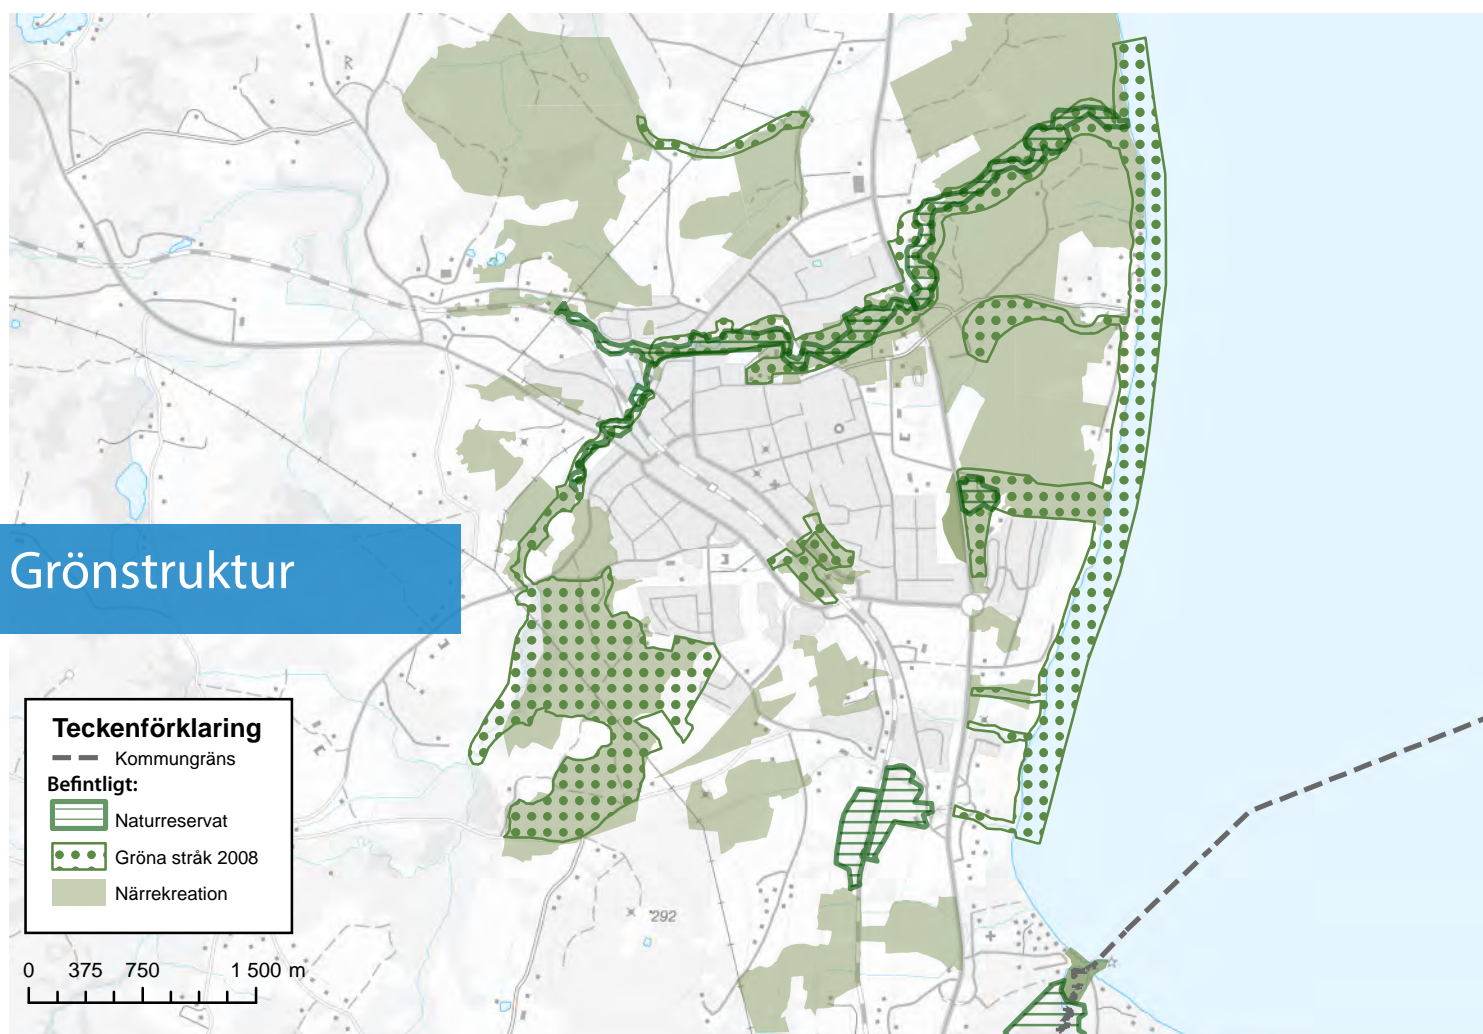 R
Grönstruktur
Teckenförklaring
Kommungräns
Befintligt:
Naturreservat
Gröna stråk 2008
Närrekreation
292
0 375 750 1 500 m